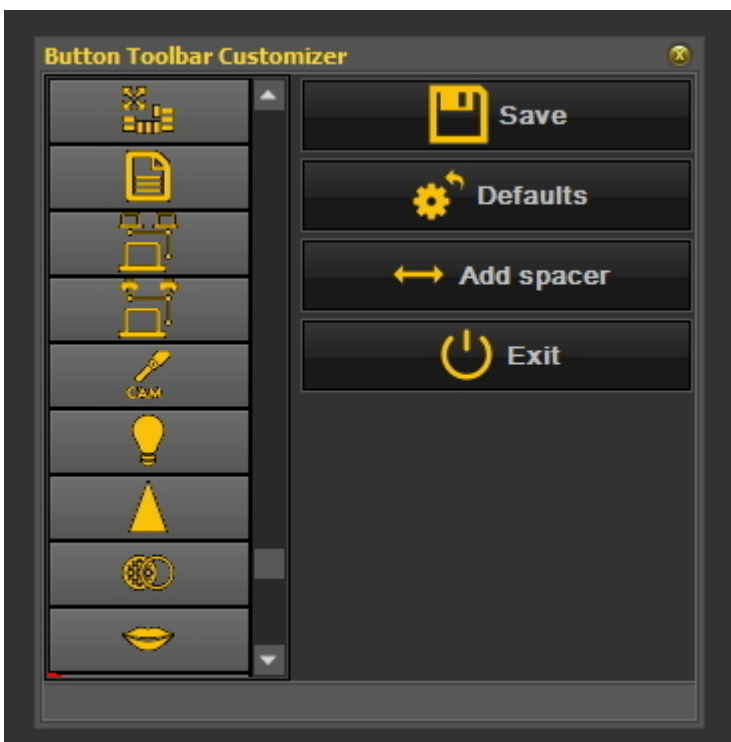 Button Toolbar Customizer
Save
Defaults
Add spacer
Exit
CAM